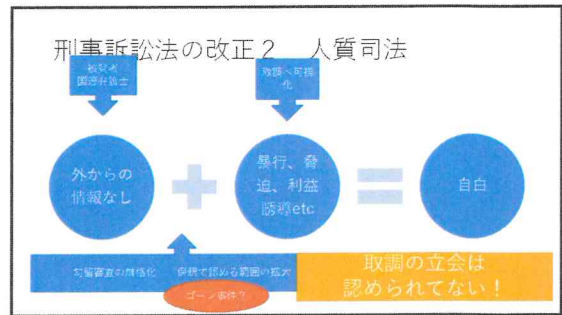 刑事訴訟法の改正２　人質司法
被疑者
国選弁護士
取調べ可視
化
外からの
情報なし
暴行、脅
迫、利益
誘導etc
自白
勾留審査の厳格化　保釈で認める範囲の拡大
ゴーン事件？
取調の立会は
認められてない！